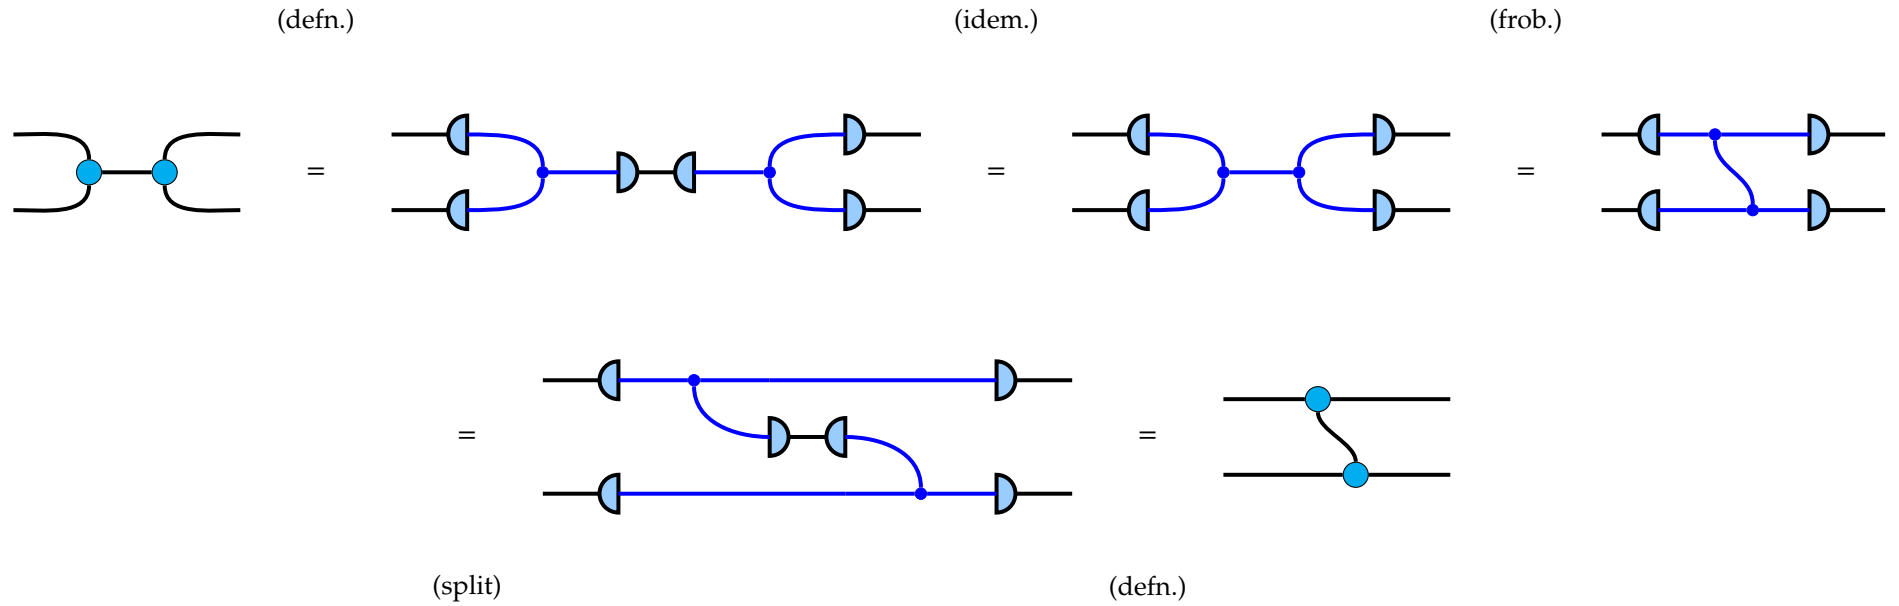 (defn.) (idem.) (frob.)
= = =
= =
(split) (defn.)